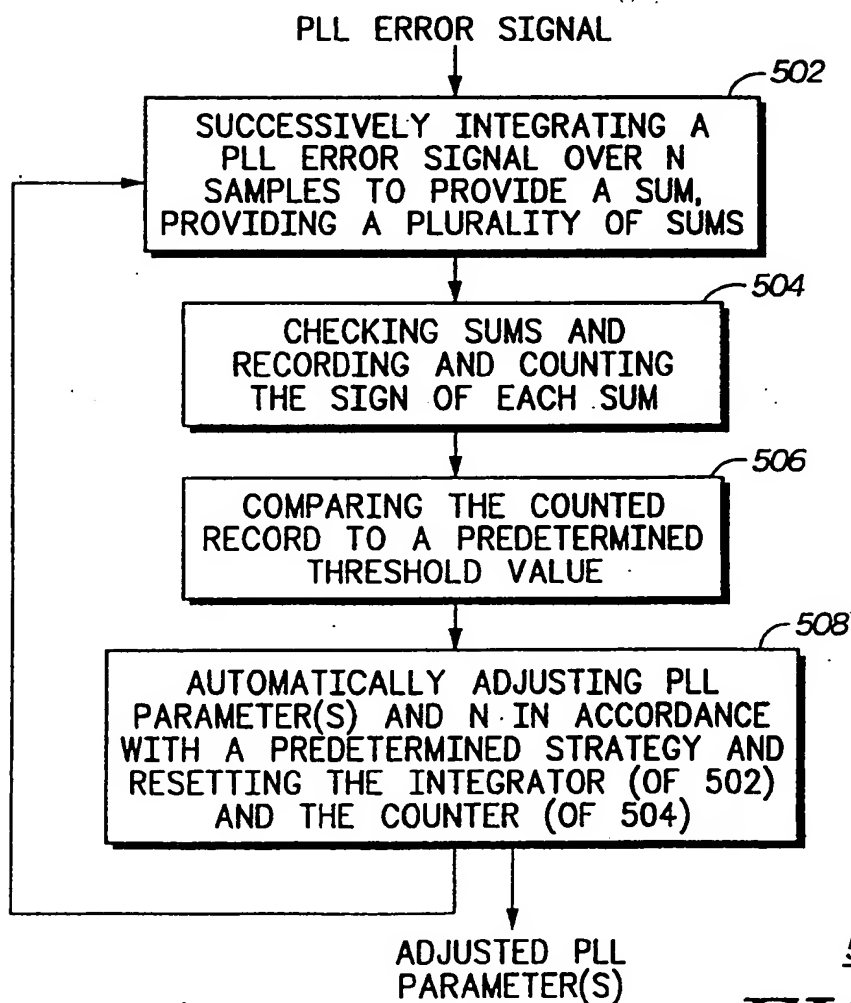 PLL ERROR SIGNAL
502
SUCCESSIVELY INTEGRATING A
PLL ERROR SIGNAL OVER N
SAMPLES TO PROVIDE A SUM,
PROVIDING A PLURALITY OF SUMS
504
CHECKING SUMS AND
RECORDING AND COUNTING
THE SIGN OF EACH SUM
506
COMPARING THE COUNTED
RECORD TO A PREDETERMINED
THRESHOLD VALUE
508
AUTOMATICALLY ADJUSTING PLL
PARAMETER(S) AND N IN ACCORDANCE
WITH A PREDETERMINED STRATEGY AND
RESETTING THE INTEGRATOR (OF 502)
AND THE COUNTER (OF 504)
ADJUSTED PLL
PARAMETER(S)